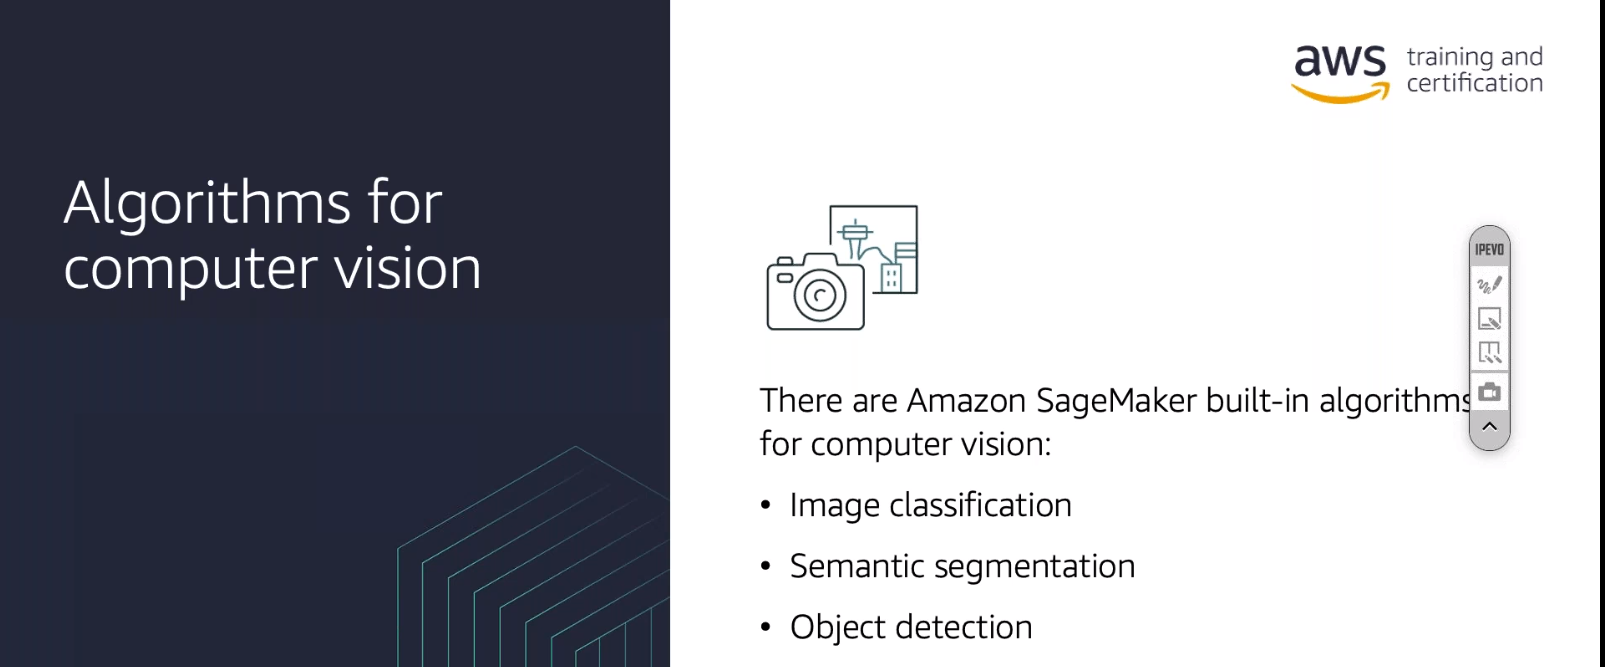 aws training and
certification
Algorithms for
computer vision
IPEVO
There are Amazon SageMaker built-in algorithms
for computer vision:
• Image classification
• Semantic segmentation
• Object detection